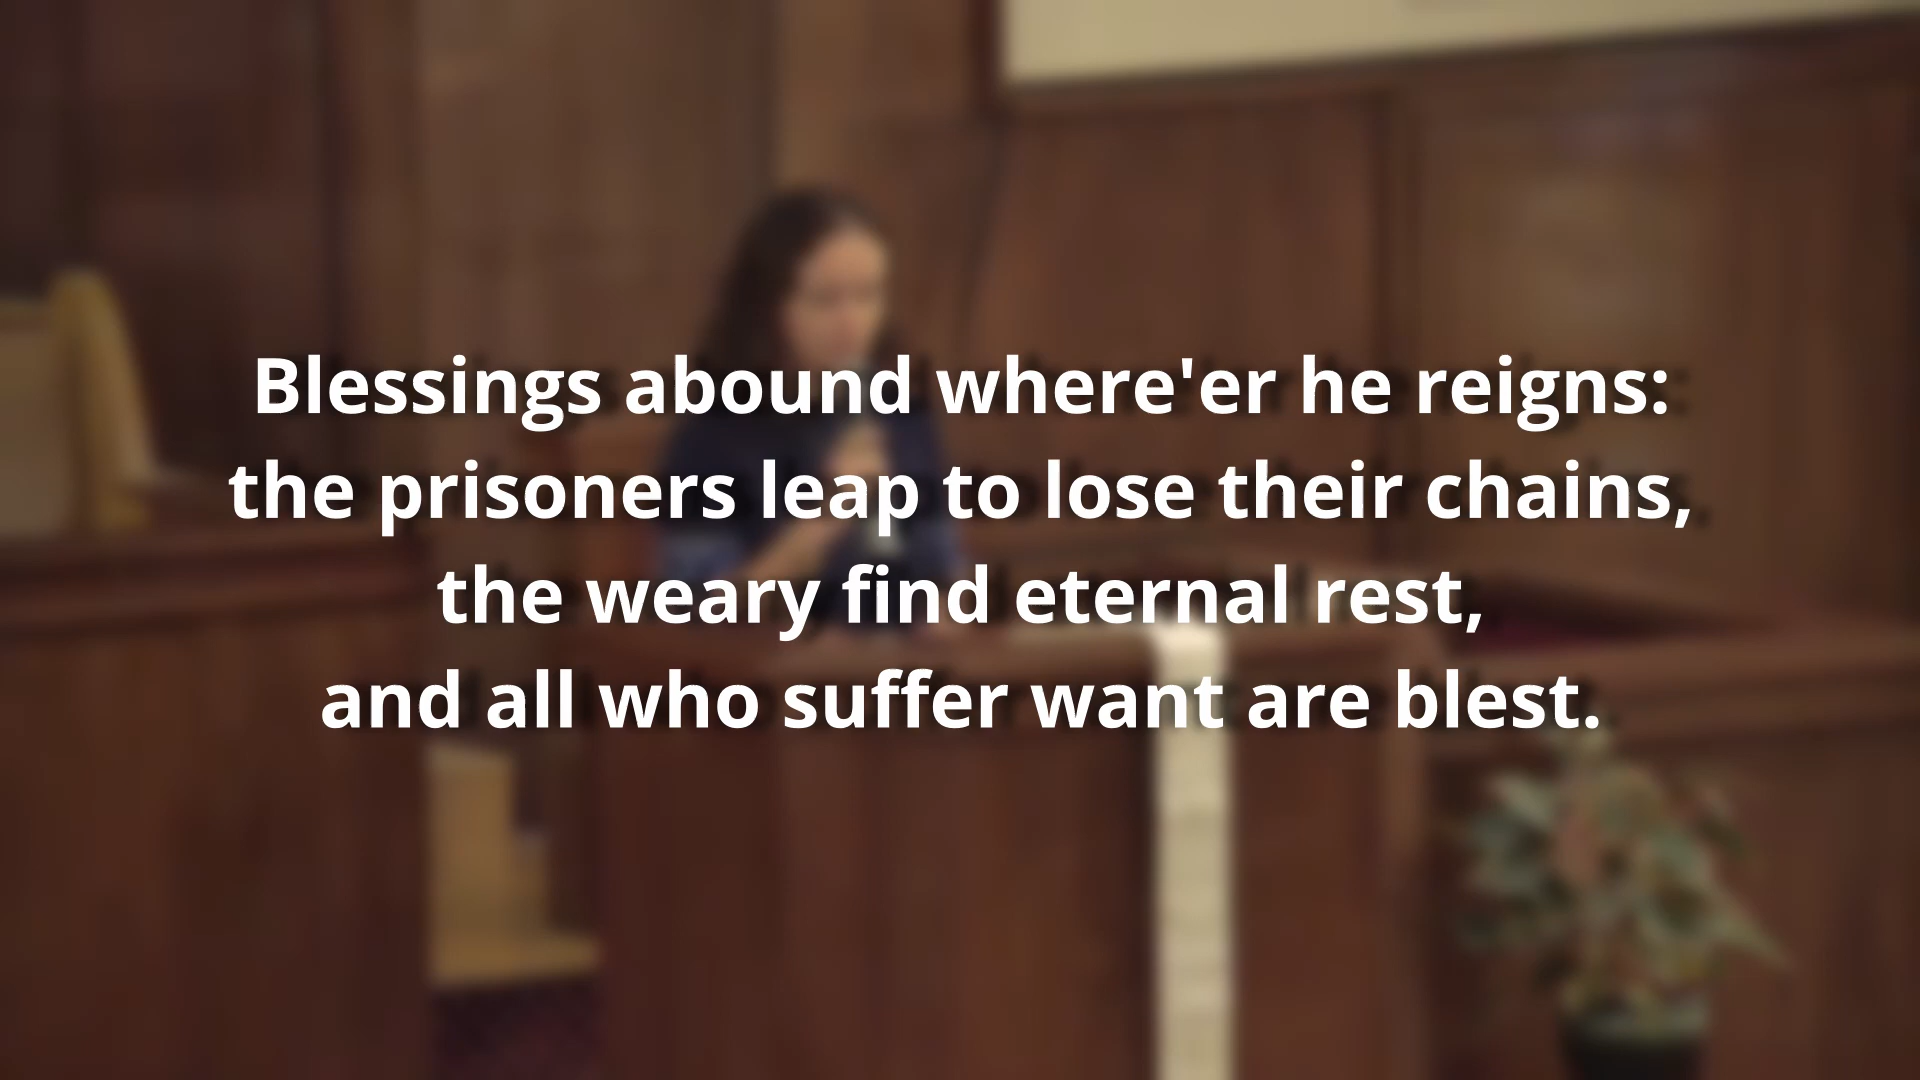 Blessings abound where'er he reigns:
the prisoners leap to lose their chains,
the weary find eternal rest,
and all who suffer want are blest.